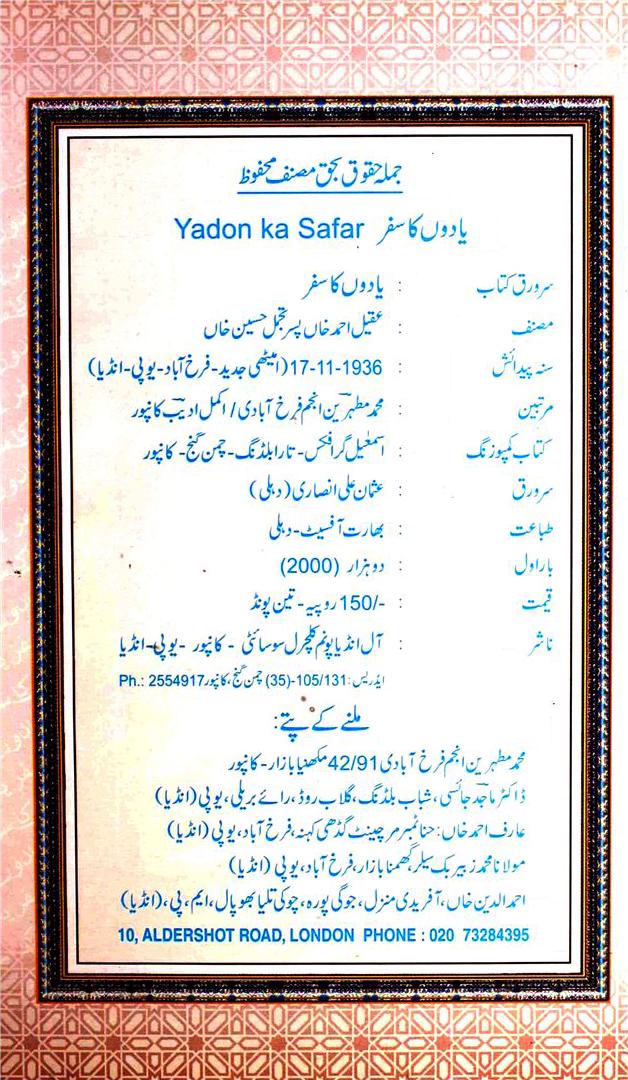 جملہ حقوق بحق مصنف محفوظ
یادوں کا سفر Yadon ka Safar
سرورق کتاب : یادوں کا سفر
مصنف : عقیل احمد خاں پسر تجمل حسین خاں
سنہ پیدائش : 17-11-1936 (امیٹھی جدید - فرخ آباد - یو پی - انڈیا)
مرتبین : محمد مطہرین انجم فرخ آبادی / اکمل ادیب کانپور
کتاب کمپوزنگ : اسمٰعیل گرافکس - تارا بلڈنگ - چمن گنج - کانپور
سرورق : عثمان علی انصاری (دہلی)
طباعت : بھارت آفسیٹ - دہلی
بار اول : دو ہزار (2000)
قیمت : 150/- روپیہ - تین پونڈ
ناشر : آل انڈیا پونم کلچرل سوسائٹی - کانپور - یو پی - انڈیا
ایڈریس: 105/131-(35) چمن گنج، کانپور Ph.: 2554917
ملنے کے پتے:
محمد مطہرین انجم فرخ آبادی 42/91 مکھنیا بازار - کانپور
ڈاکٹر ماجد جائسی، شباب بلڈنگ، گلاب روڈ، رائے بریلی، یو پی (انڈیا)
عارف احمد خاں: حنا نمبر مرچینٹ گڈھی کہنہ، فرخ آباد، یو پی (انڈیا)
مولانا محمد زبیر بک سیلر، گھمنا بازار، فرخ آباد، یو پی (انڈیا)
احمد الدین خاں، آفریدی منزل، جوگی پورہ، چوکی تلیا بھوپال، ایم، پی، (انڈیا)
10, ALDERSHOT ROAD, LONDON PHONE : 020 73284395